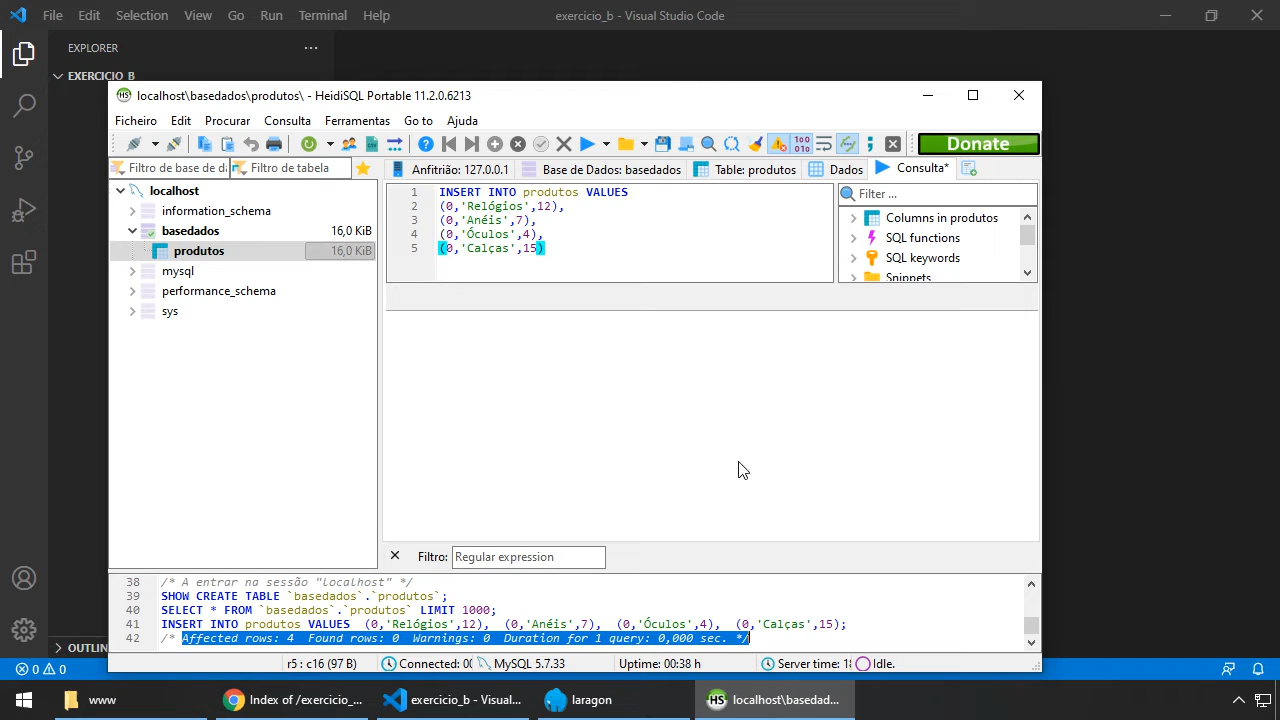 File Edit Selection View Go Run Terminal Help exercicio_b - Visual Studio Code
EXPLORER
EXERCICIO_B
localhost\basedados\produtos\ - HeidiSQL Portable 11.2.0.6213
Ficheiro Editar Procurar Consulta Ferramentas Go to Ajuda
Donate
Filtro de base de da Filtro de tabela
Anfitrião: 127.0.0.1 Base de Dados: basedados Table: produtos Dados Consulta*
localhost
information_schema
basedados 16,0 KiB
produtos 16,0 KiB
mysql
performance_schema
sys
1 INSERT INTO produtos VALUES
2 (0,'Relógios',12),
3 (0,'Anéis',7),
4 (0,'Óculos',4),
5 (0,'Calças',15)
Filter ...
Columns in produtos
SQL functions
SQL keywords
Snippets
Filtro: Regular expression
38 /* A entrar na sessão "localhost" */
39 SHOW CREATE TABLE `basedados`.`produtos`;
40 SELECT * FROM `basedados`.`produtos` LIMIT 1000;
41 INSERT INTO produtos VALUES (0,'Relógios',12), (0,'Anéis',7), (0,'Óculos',4), (0,'Calças',15);
42 /* Affected rows: 4 Found rows: 0 Warnings: 0 Duration for 1 query: 0,000 sec. */
r5 : c16 (97 B) Connected: 00 MySQL 5.7.33 Uptime: 00:38 h Server time: 18 Idle.
OUTLIN
0 0
www Index of /exercicio_... exercicio_b - Visual... laragon localhost\basedad...